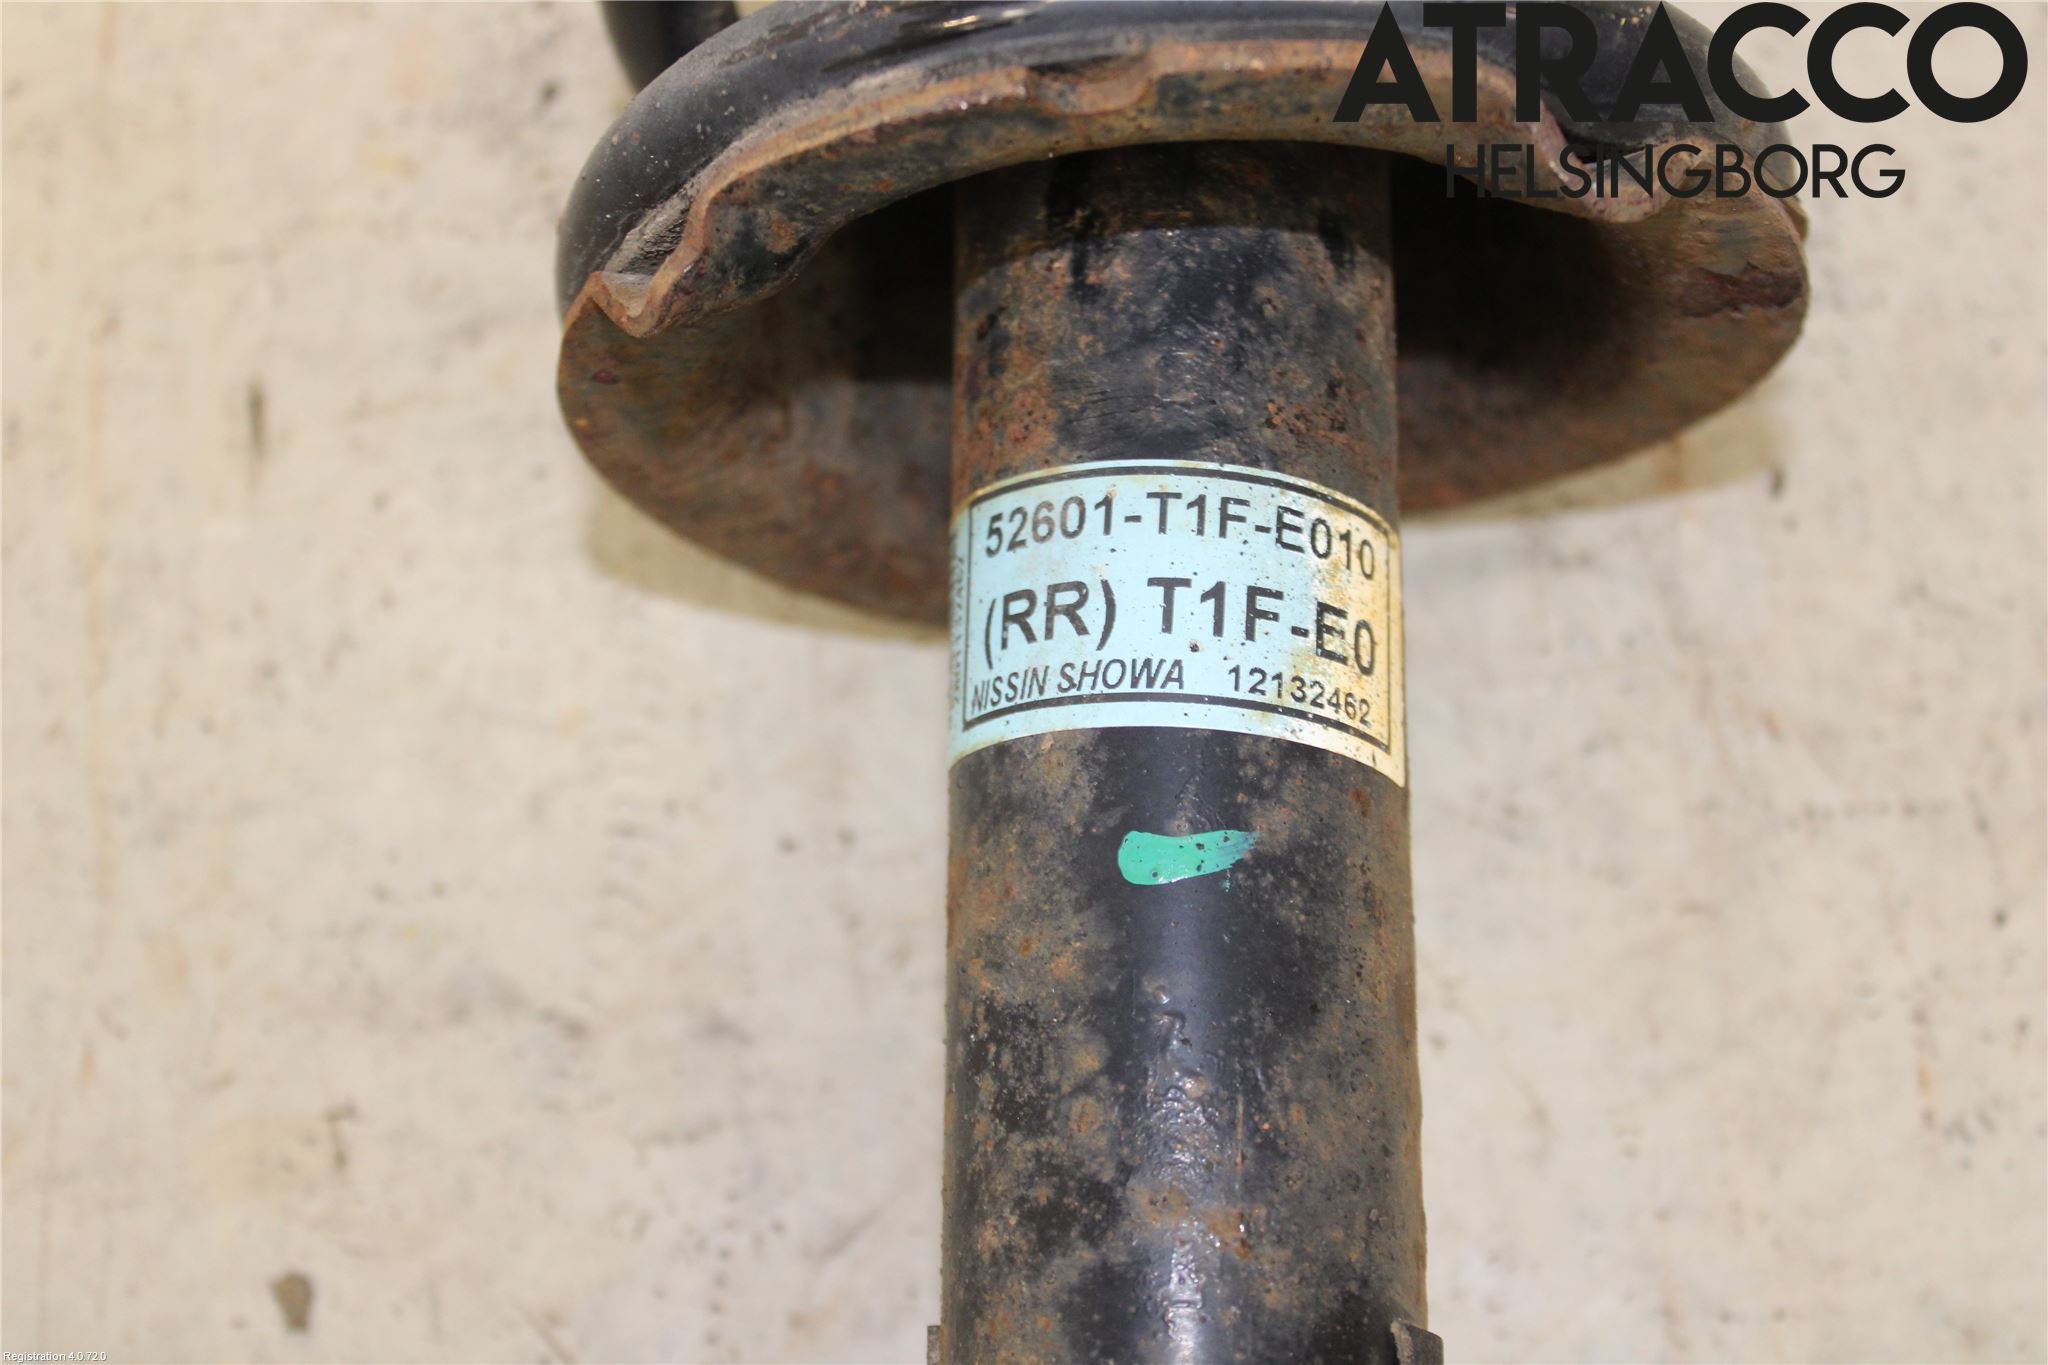 ATRACCO
HELSINGBORG
52601-T1F-E010
(RR) T1F-E0
NISSIN SHOWA 12132462
Registration 4.0.72.0